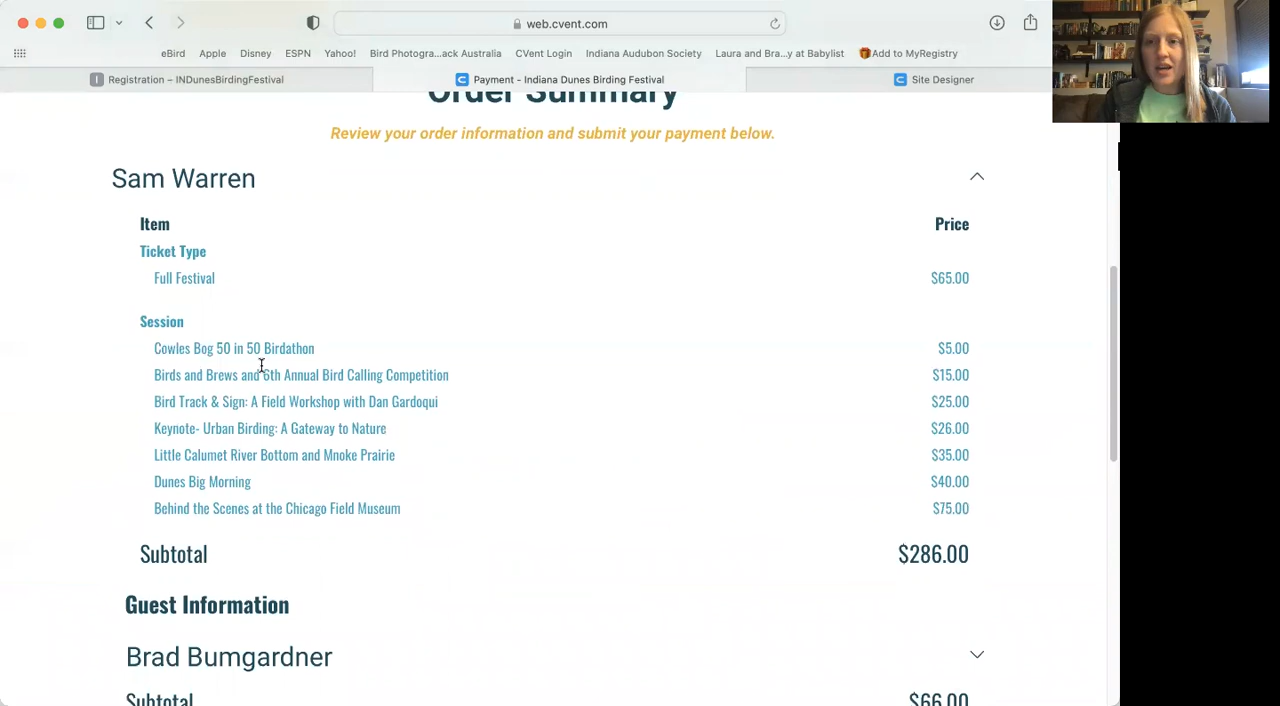 web.cvent.com
eBird Apple Disney ESPN Yahoo! Bird Photogra...ack Australia CVent Login Indiana Audubon Society Laura and Bra...y at Babylist Add to MyRegistry
I Registration – INDunesBirdingFestival C Payment - Indiana Dunes Birding Festival C Site Designer
Order Summary
Review your order information and submit your payment below.
Sam Warren
Item Price
Ticket Type
Full Festival $65.00
Session
Cowles Bog 50 in 50 Birdathon $5.00
Birds and Brews and 6th Annual Bird Calling Competition $15.00
Bird Track & Sign: A Field Workshop with Dan Gardoqui $25.00
Keynote- Urban Birding: A Gateway to Nature $26.00
Little Calumet River Bottom and Mnoke Prairie $35.00
Dunes Big Morning $40.00
Behind the Scenes at the Chicago Field Museum $75.00
Subtotal $286.00
Guest Information
Brad Bumgardner
Subtotal $66.00